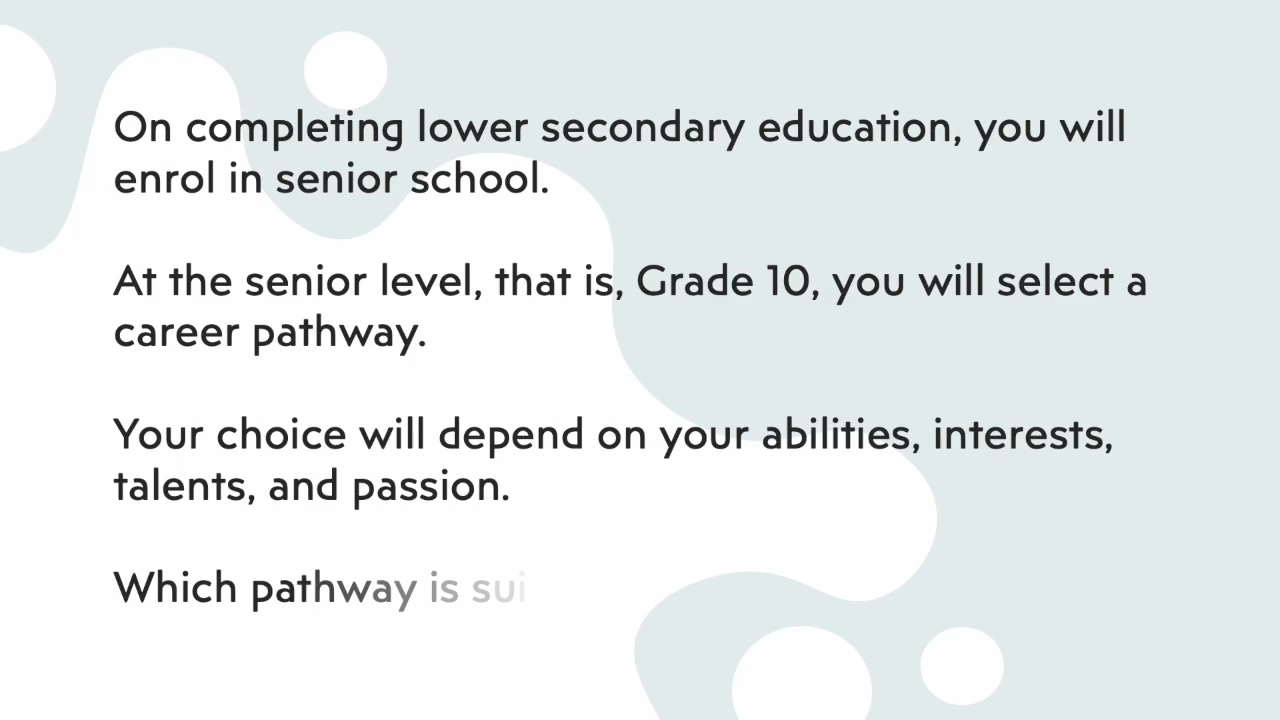 On completing lower secondary education, you will
enrol in senior school.
At the senior level, that is, Grade 10, you will select a
career pathway.
Your choice will depend on your abilities, interests,
talents, and passion.
Which pathway is sui